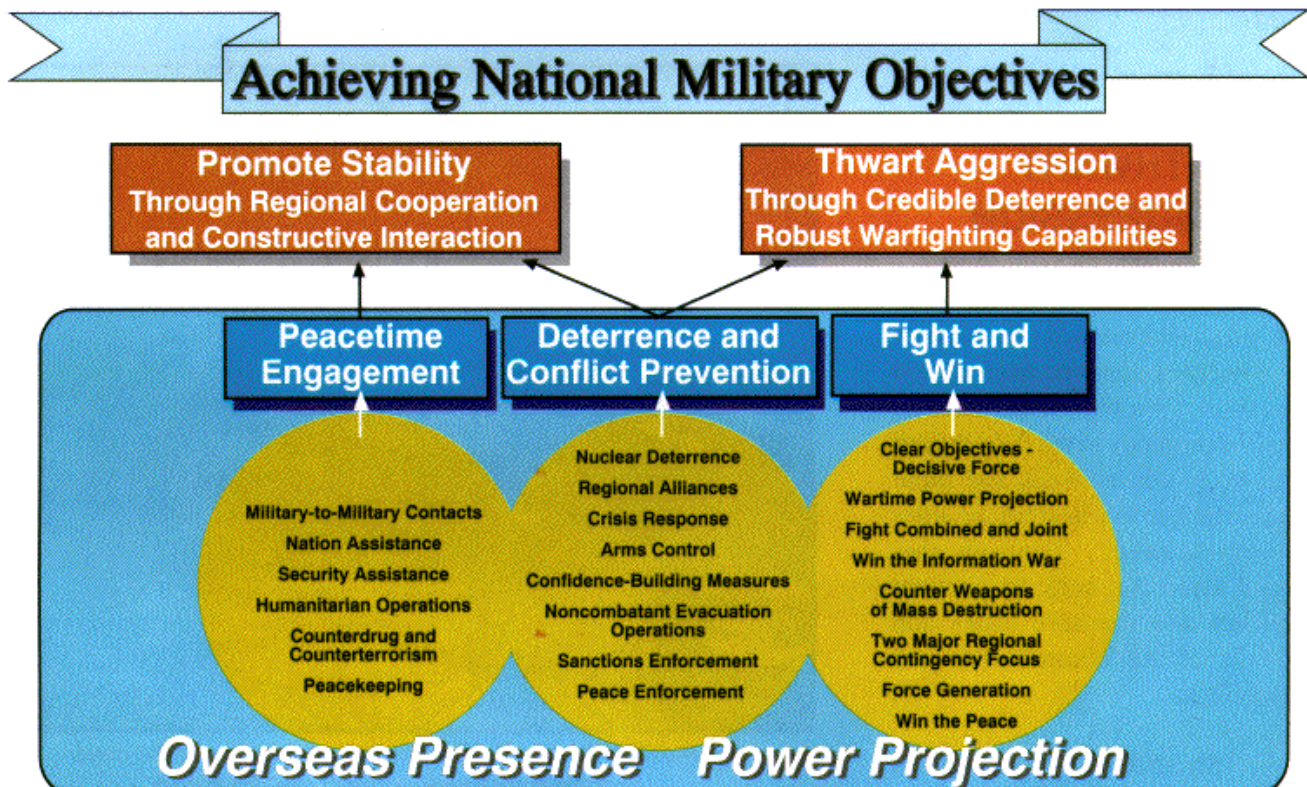 Achieving National Military Objectives
Promote Stability
Through Regional Cooperation
and Constructive Interaction
Thwart Aggression
Through Credible Deterrence and
Robust Warfighting Capabilities
Peacetime
Engagement
Deterrence and
Conflict Prevention
Fight and
Win
Military-to-Military Contacts
Nation Assistance
Security Assistance
Humanitarian Operations
Counterdrug and
Counterterrorism
Peacekeeping
Nuclear Deterrence
Regional Alliances
Crisis Response
Arms Control
Confidence-Building Measures
Noncombatant Evacuation
Operations
Sanctions Enforcement
Peace Enforcement
Clear Objectives -
Decisive Force
Wartime Power Projection
Fight Combined and Joint
Win the Information War
Counter Weapons
of Mass Destruction
Two Major Regional
Contingency Focus
Force Generation
Win the Peace
Overseas Presence
Power Projection